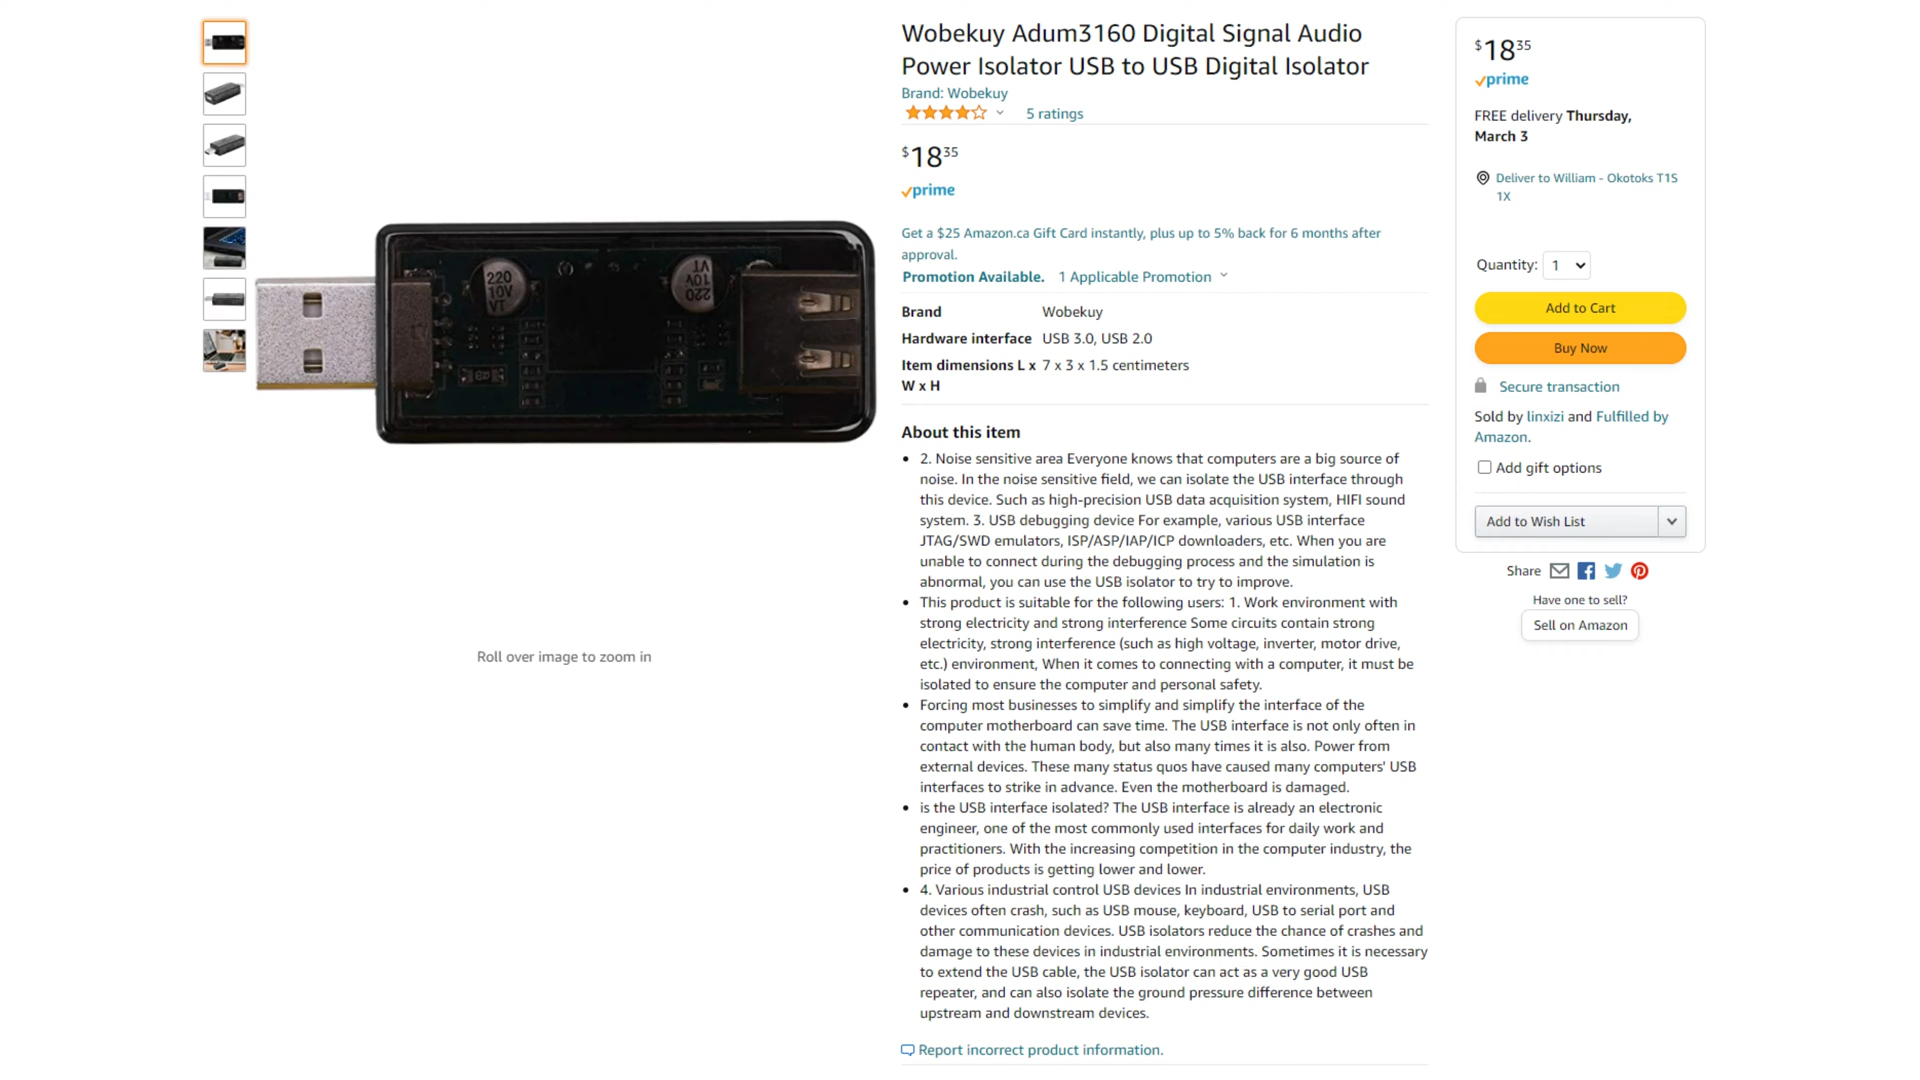 Wobekuy Adum3160 Digital Signal Audio
Power Isolator USB to USB Digital Isolator
Brand: Wobekuy
5 ratings
$18 35
prime
Get a $25 Amazon.ca Gift Card instantly, plus up to 5% back for 6 months after
approval.
Promotion Available. 1 Applicable Promotion
Brand Wobekuy
Hardware interface USB 3.0, USB 2.0
Item dimensions L x 7 x 3 x 1.5 centimeters
W x H
About this item
2. Noise sensitive area Everyone knows that computers are a big source of
noise. In the noise sensitive field, we can isolate the USB interface through
this device. Such as high-precision USB data acquisition system, HIFI sound
system. 3. USB debugging device For example, various USB interface
JTAG/SWD emulators, ISP/ASP/IAP/ICP downloaders, etc. When you are
unable to connect during the debugging process and the simulation is
abnormal, you can use the USB isolator to try to improve.
This product is suitable for the following users: 1. Work environment with
strong electricity and strong interference Some circuits contain strong
electricity, strong interference (such as high voltage, inverter, motor drive,
etc.) environment, When it comes to connecting with a computer, it must be
isolated to ensure the computer and personal safety.
Forcing most businesses to simplify and simplify the interface of the
computer motherboard can save time. The USB interface is not only often in
contact with the human body, but also many times it is also. Power from
external devices. These many status quos have caused many computers' USB
interfaces to strike in advance. Even the motherboard is damaged.
is the USB interface isolated? The USB interface is already an electronic
engineer, one of the most commonly used interfaces for daily work and
practitioners. With the increasing competition in the computer industry, the
price of products is getting lower and lower.
4. Various industrial control USB devices In industrial environments, USB
devices often crash, such as USB mouse, keyboard, USB to serial port and
other communication devices. USB isolators reduce the chance of crashes and
damage to these devices in industrial environments. Sometimes it is necessary
to extend the USB cable, the USB isolator can act as a very good USB
repeater, and can also isolate the ground pressure difference between
upstream and downstream devices.
Report incorrect product information.
220
10V
VT
220
10V
VT
Roll over image to zoom in
$18 35
prime
FREE delivery Thursday,
March 3
Deliver to William - Okotoks T1S
1X
Quantity: 1
Add to Cart
Buy Now
Secure transaction
Sold by linxizi and Fulfilled by
Amazon.
Add gift options
Add to Wish List
Share
Have one to sell?
Sell on Amazon